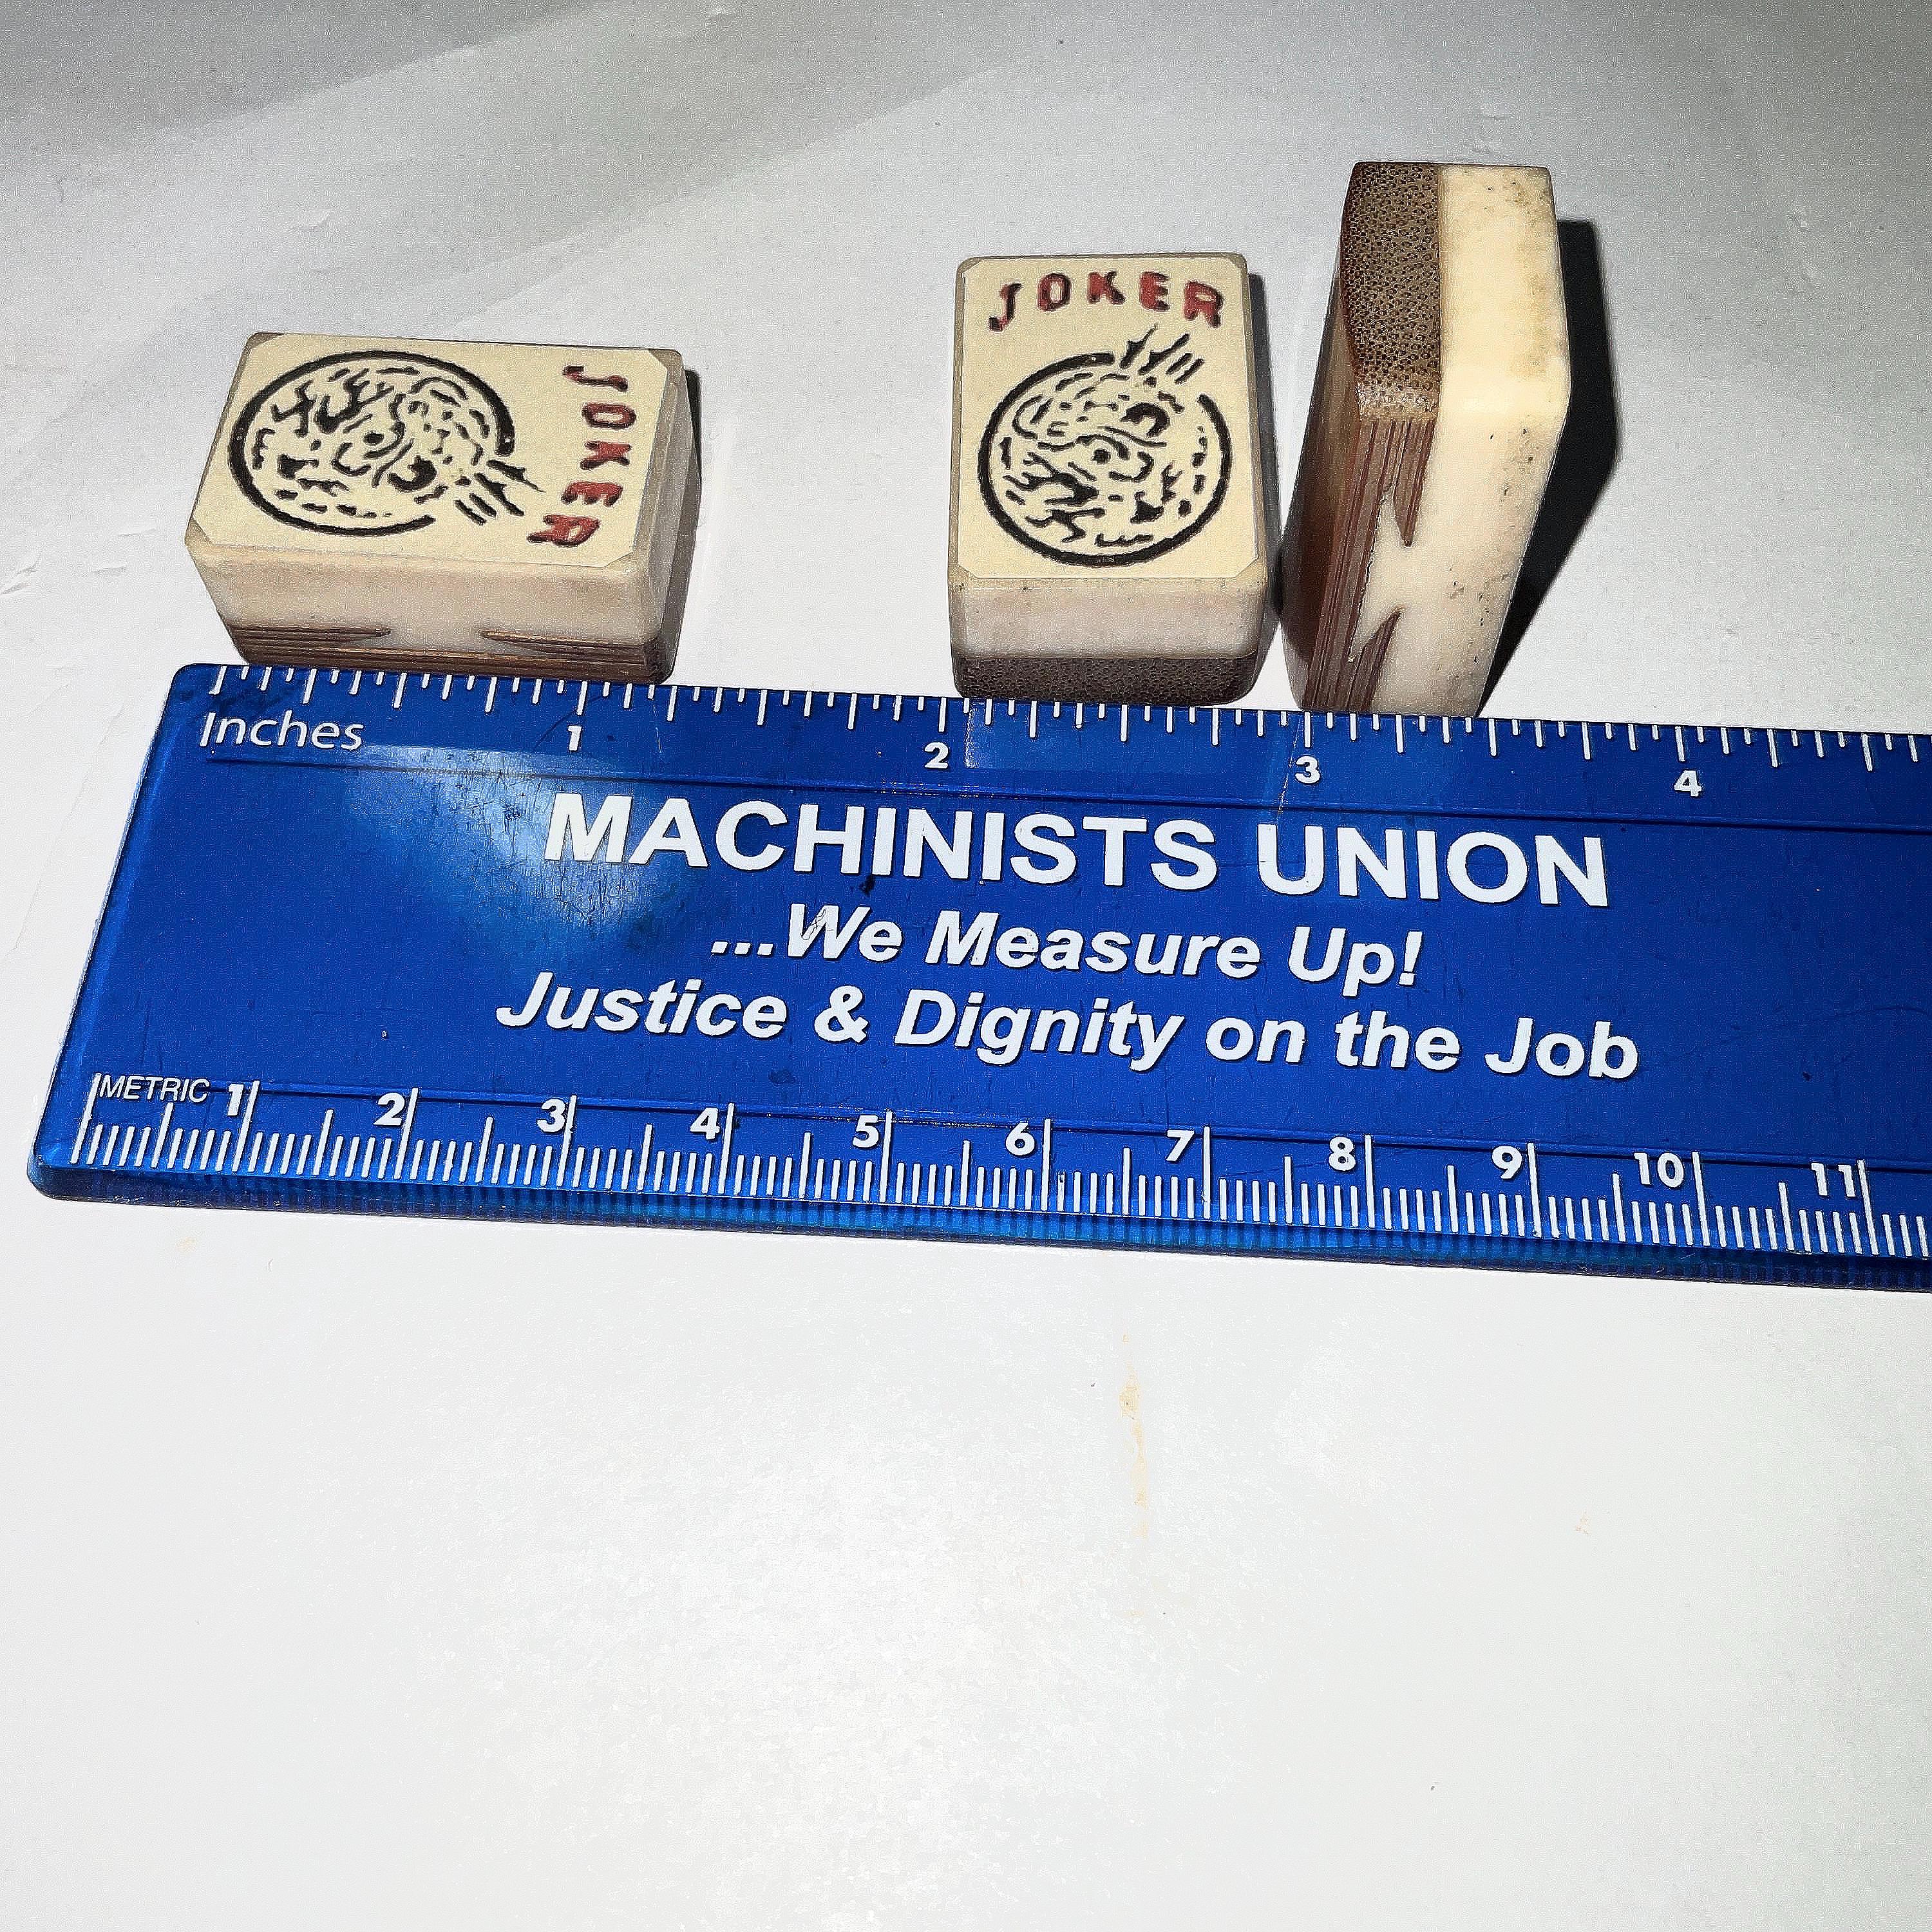 JOKER
JOKER
Inches 1 2 3 4
MACHINISTS UNION
...We Measure Up!
Justice & Dignity on the Job
METRIC 1 2 3 4 5 6 7 8 9 10 11